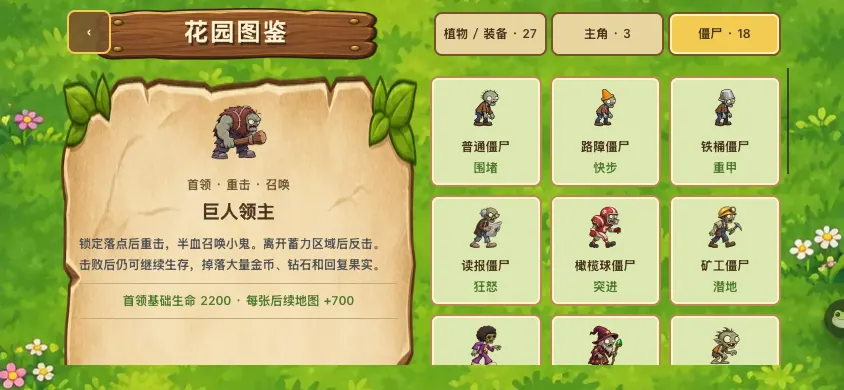 ‹
花园图鉴
植物 / 装备 · 27
主角 · 3
僵尸 · 18
首领 · 重击 · 召唤
巨人领主
锁定落点后重击，半血召唤小鬼。离开蓄力区域后反击。
击败后仍可继续生存，掉落大量金币、钻石和回复果实。
首领基础生命 2200 · 每张后续地图 +700
普通僵尸
围堵
路障僵尸
快步
铁桶僵尸
重甲
读报僵尸
狂怒
橄榄球僵尸
突进
矿工僵尸
潜地